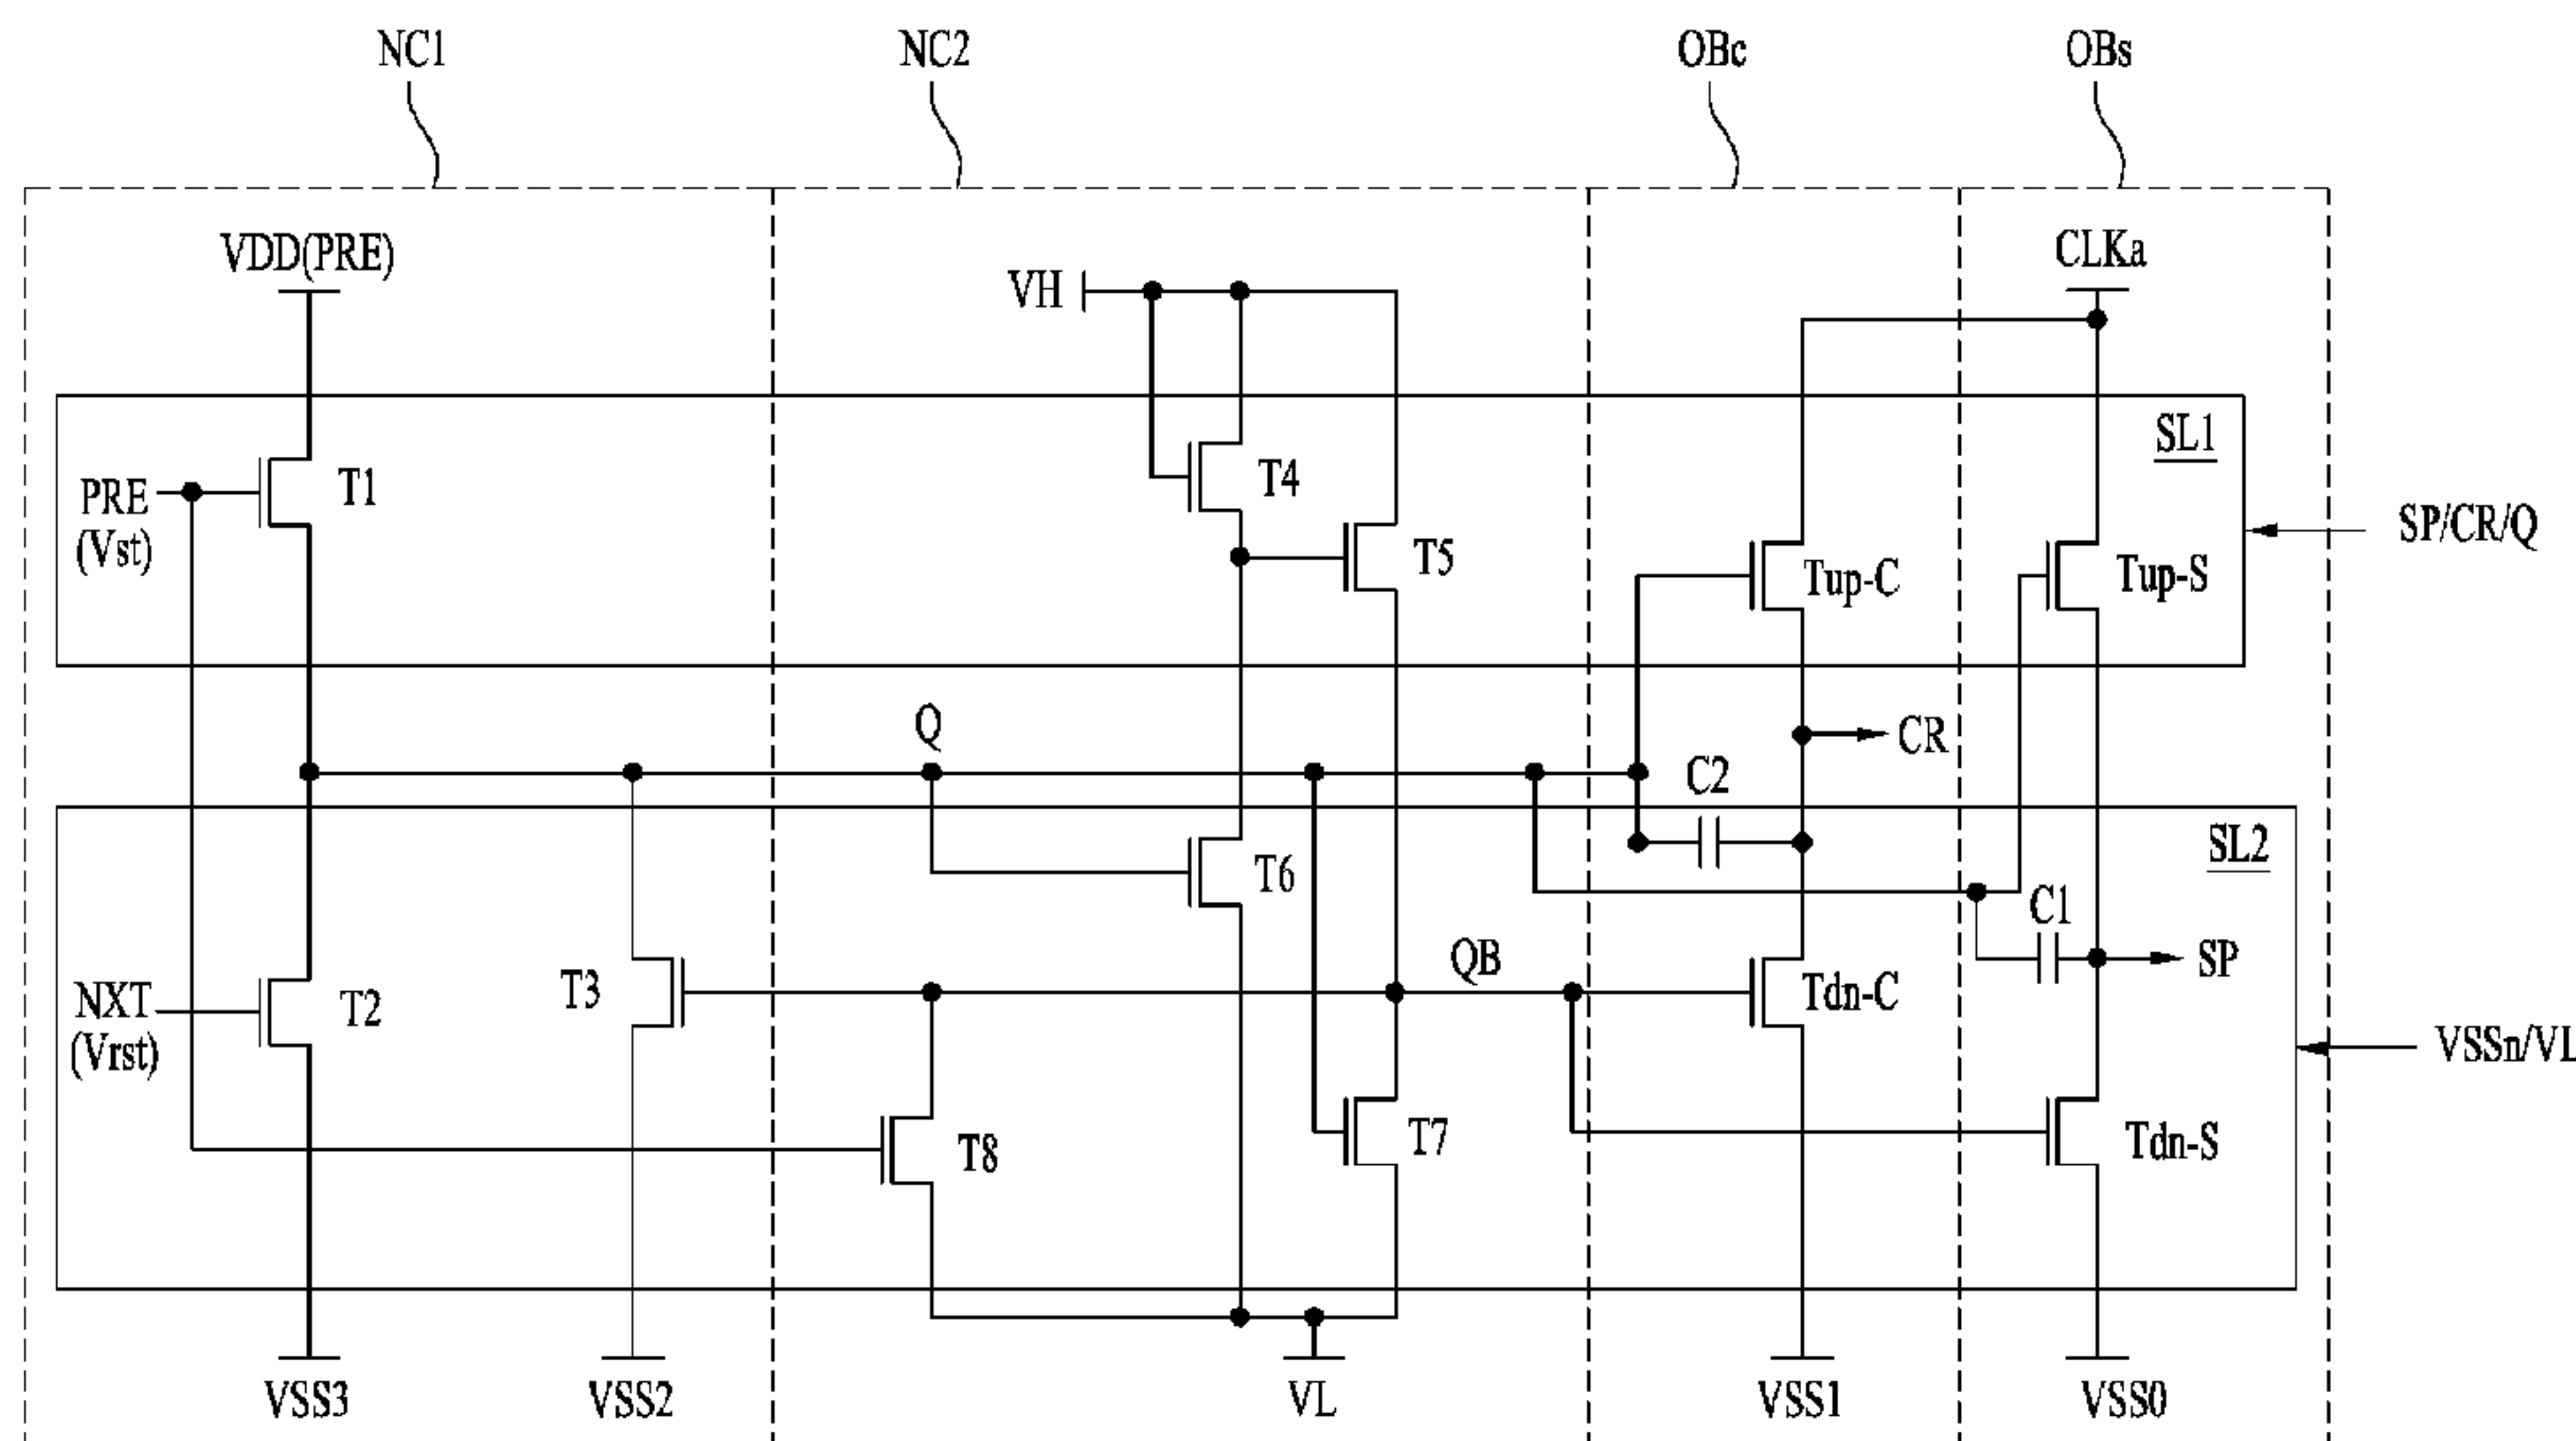 NC1
NC2
OBc
OBs
VDD(PRE)
VH
CLKa
SL1
PRE
(Vst)
T1
T4
T5
Tup-C
Tup-S
SP/CR/Q
Q
CR
C2
SL2
T6
C1
QB
SP
NXT
(Vrst)
T2
T3
Tdn-C
VSSn/VL
T8
T7
Tdn-S
VSS3
VSS2
VL
VSS1
VSS0